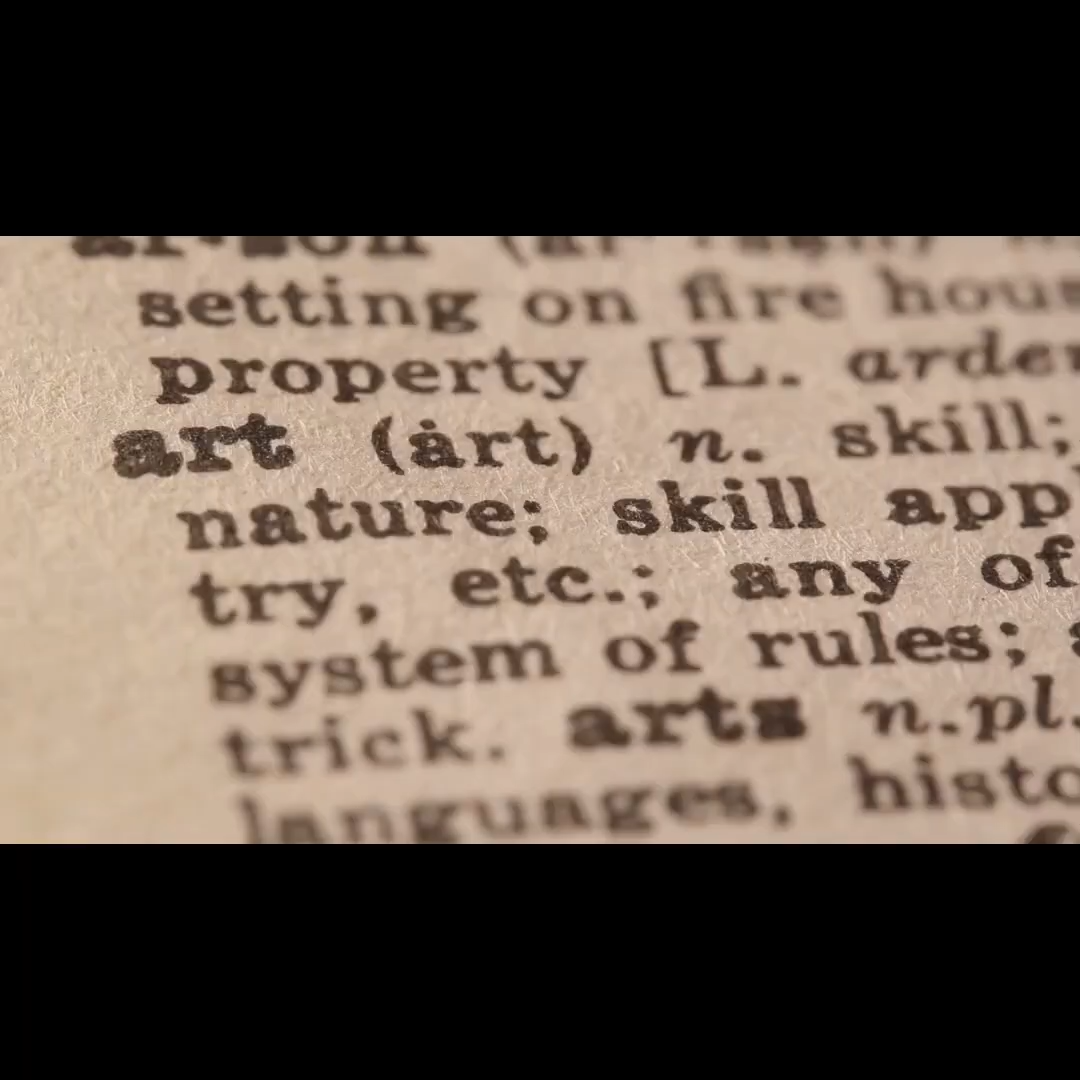 setting on fire hous
property [L. arder
art (ȧrt) n. skill;
nature; skill app
try, etc.; any of
system of rules; a
trick. arts n.pl.
languages, histo